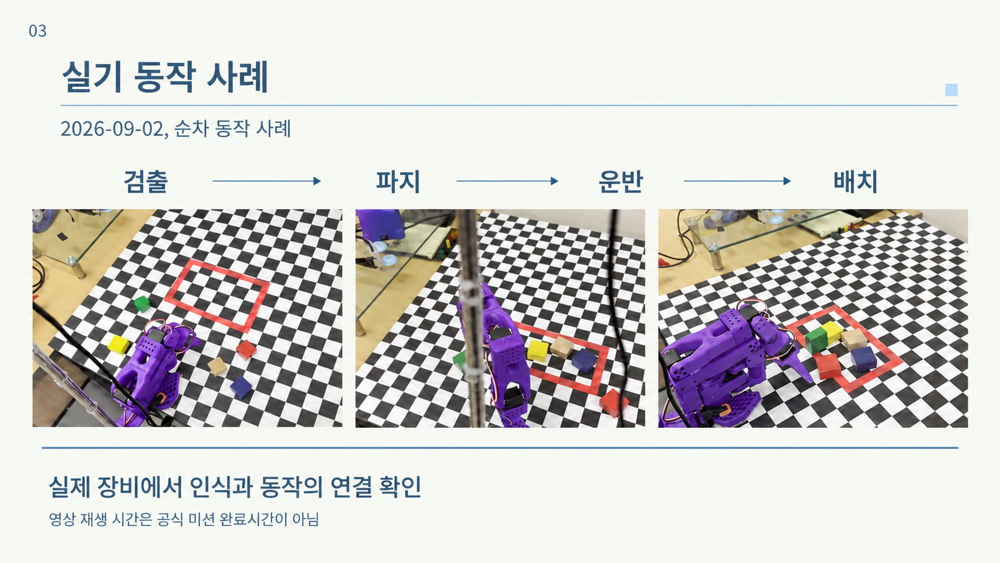 03
실기 동작 사례
2026-09-02, 순차 동작 사례
검출
파지
운반
배치
실제 장비에서 인식과 동작의 연결 확인
영상 재생 시간은 공식 미션 완료시간이 아님